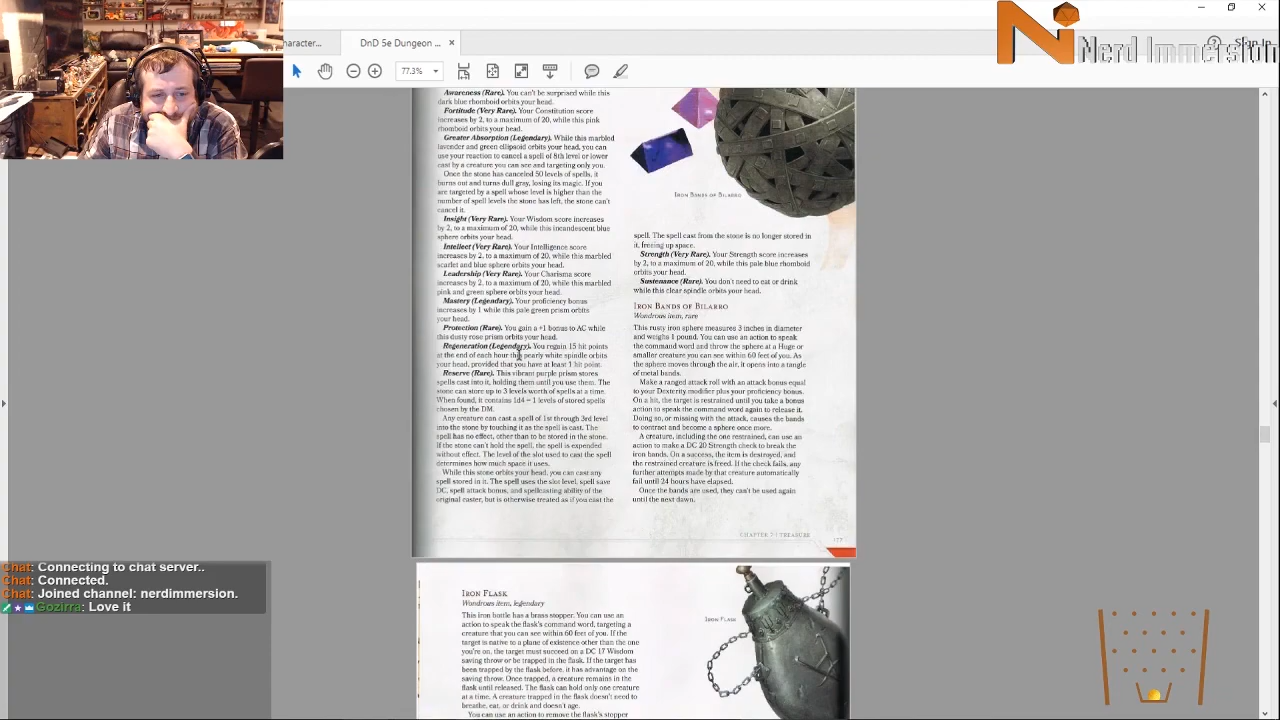 Nerd Immersion
Sign In
haracter...
DnD 5e Dungeon ...
77.3%
Awareness (Rare). You can't be surprised while this
dark blue rhomboid orbits your head.
Fortitude (Very Rare). Your Constitution score
increases by 2, to a maximum of 20, while this pink
rhomboid orbits your head.
Greater Absorption (Legendary). While this marbled
lavender and green ellipsoid orbits your head, you can
use your reaction to cancel a spell of 8th level or lower
cast by a creature you can see and targeting only you.
Once the stone has canceled 50 levels of spells, it
burns out and turns dull gray, losing its magic. If you
are targeted by a spell whose level is higher than the
number of spell levels the stone has left, the stone can't
cancel it.
Insight (Very Rare). Your Wisdom score increases
by 2, to a maximum of 20, while this incandescent blue
sphere orbits your head.
Intellect (Very Rare). Your Intelligence score
increases by 2, to a maximum of 20, while this marbled
scarlet and blue sphere orbits your head.
Leadership (Very Rare). Your Charisma score
increases by 2, to a maximum of 20, while this marbled
pink and green sphere orbits your head.
Mastery (Legendary). Your proficiency bonus
increases by 1 while this pale green prism orbits
your head.
Protection (Rare). You gain a +1 bonus to AC while
this dusty rose prism orbits your head.
Regeneration (Legendary). You regain 15 hit points
at the end of each hour this pearly white spindle orbits
your head, provided that you have at least 1 hit point.
Reserve (Rare). This vibrant purple prism stores
spells cast into it, holding them until you use them. The
stone can store up to 3 levels worth of spells at a time.
When found, it contains 1d4 – 1 levels of stored spells
chosen by the DM.
Any creature can cast a spell of 1st through 3rd level
into the stone by touching it as the spell is cast. The
spell has no effect, other than to be stored in the stone.
If the stone can't hold the spell, the spell is expended
without effect. The level of the slot used to cast the spell
determines how much space it uses.
While this stone orbits your head, you can cast any
spell stored in it. The spell uses the slot level, spell save
DC, spell attack bonus, and spellcasting ability of the
original caster, but is otherwise treated as if you cast the
Iron Bands of Bilarro
spell. The spell cast from the stone is no longer stored in
it, freeing up space.
Strength (Very Rare). Your Strength score increases
by 2, to a maximum of 20, while this pale blue rhomboid
orbits your head.
Sustenance (Rare). You don't need to eat or drink
while this clear spindle orbits your head.
Iron Bands of Bilarro
Wondrous item, rare
This rusty iron sphere measures 3 inches in diameter
and weighs 1 pound. You can use an action to speak
the command word and throw the sphere at a Huge or
smaller creature you can see within 60 feet of you. As
the sphere moves through the air, it opens into a tangle
of metal bands.
Make a ranged attack roll with an attack bonus equal
to your Dexterity modifier plus your proficiency bonus.
On a hit, the target is restrained until you take a bonus
action to speak the command word again to release it.
Doing so, or missing with the attack, causes the bands
to contract and become a sphere once more.
A creature, including the one restrained, can use an
action to make a DC 20 Strength check to break the
iron bands. On a success, the item is destroyed, and
the restrained creature is freed. If the check fails, any
further attempts made by that creature automatically
fail until 24 hours have elapsed.
Once the bands are used, they can't be used again
until the next dawn.
CHAPTER 7 | TREASURE
177
Iron Flask
Wondrous item, legendary
This iron bottle has a brass stopper. You can use an
action to speak the flask's command word, targeting a
creature that you can see within 60 feet of you. If the
target is native to a plane of existence other than the one
you're on, the target must succeed on a DC 17 Wisdom
saving throw or be trapped in the flask. If the target has
been trapped by the flask before, it has advantage on the
saving throw. Once trapped, a creature remains in the
flask until released. The flask can hold only one creature
at a time. A creature trapped in the flask doesn't need to
breathe, eat, or drink and doesn't age.
You can use an action to remove the flask's stopper
Iron Flask
Chat: Connecting to chat server..
Chat: Connected.
Chat: Joined channel: nerdimmersion.
Gozirra: Love it